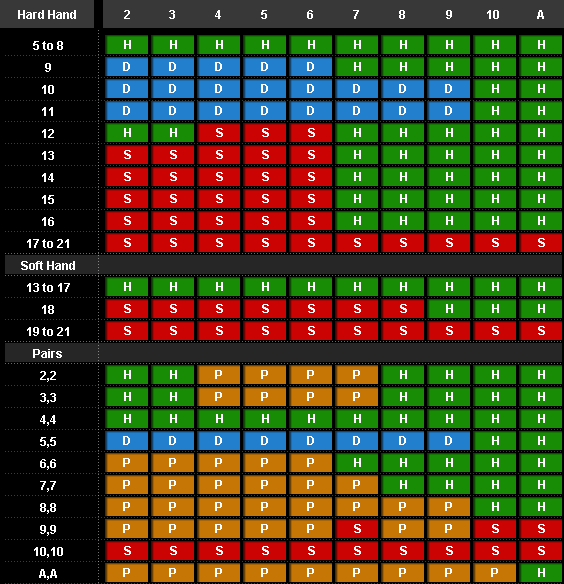 Hard Hand 2 3 4 5 6 7 8 9 10 A
5 to 8 H H H H H H H H H H
9 D D D D D H H H H H
10 D D D D D D D D H H
11 D D D D D D D D H H
12 H H S S S H H H H H
13 S S S S S H H H H H
14 S S S S S H H H H H
15 S S S S S H H H H H
16 S S S S S H H H H H
17 to 21 S S S S S S S S S S
Soft Hand
13 to 17 H H H H H H H H H H
18 S S S S S S S H H H
19 to 21 S S S S S S S S S S
Pairs
2,2 H H P P P P H H H H
3,3 H H P P P P H H H H
4,4 H H H H H H H H H H
5,5 D D D D D D D D H H
6,6 P P P P P H H H H H
7,7 P P P P P P H H H H
8,8 P P P P P P P P H H
9,9 P P P P P S P P S S
10,10 S S S S S S S S S S
A,A P P P P P P P P P H